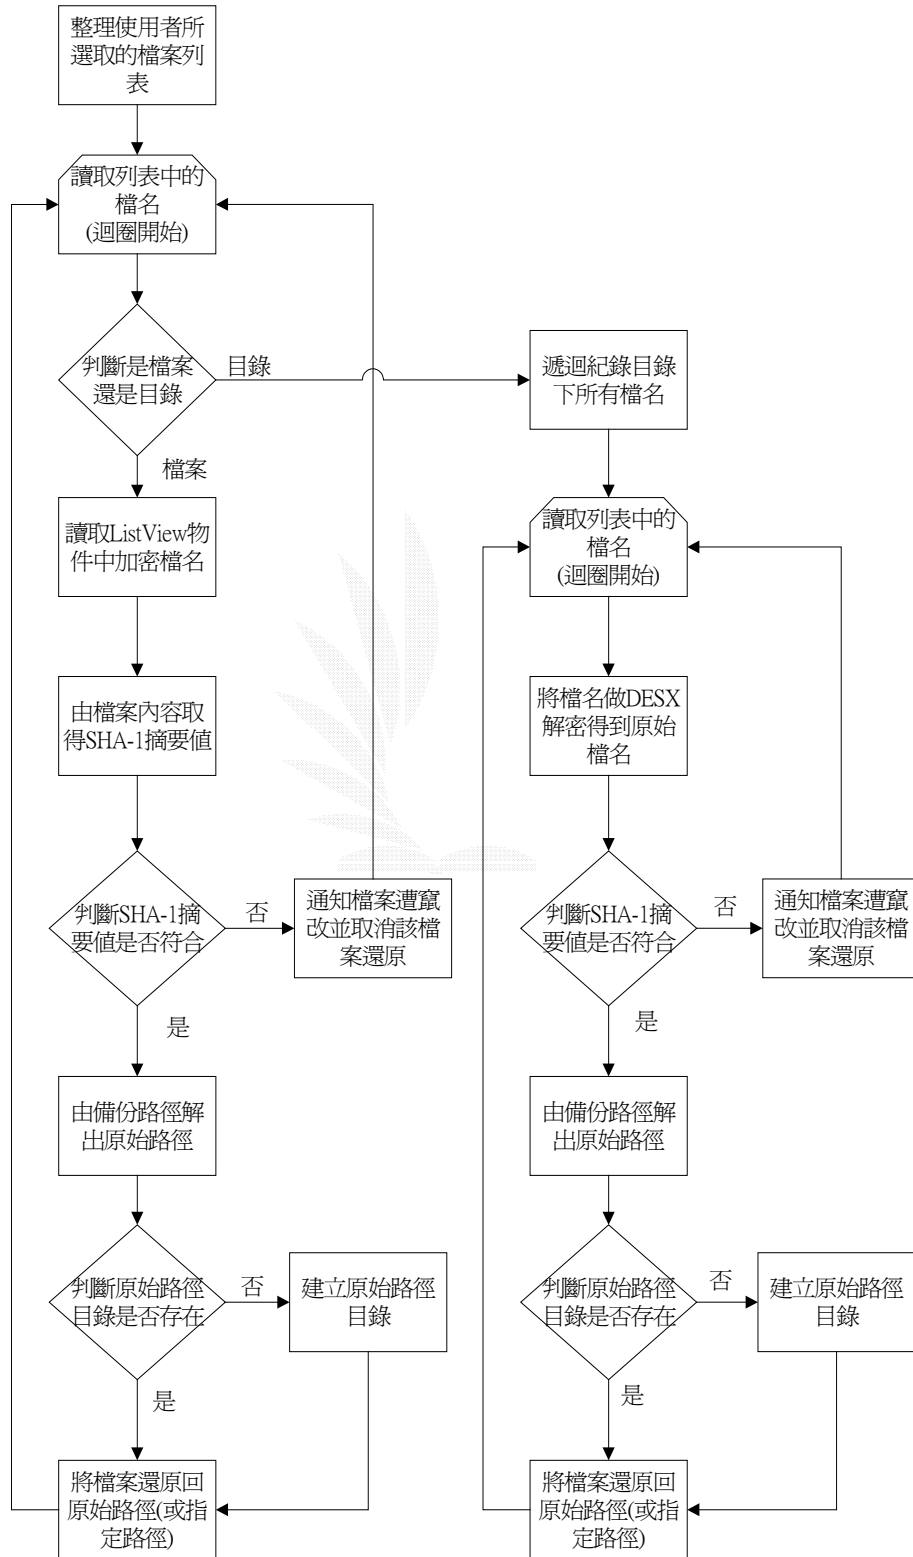 整理使用者所
選取的檔案列
表
讀取列表中的
檔名
(迴圈開始)
判斷是檔案
還是目錄
目錄
檔案
讀取ListView物
件中加密檔名
由檔案內容取
得SHA-1摘要值
判斷SHA-1摘
要值是否符合
否
通知檔案遭竄
改並取消該檔
案還原
是
由備份路徑解
出原始路徑
判斷原始路徑
目錄是否存在
否
建立原始路徑
目錄
是
將檔案還原回
原始路徑(或指
定路徑)
遞迴紀錄目錄
下所有檔名
讀取列表中的
檔名
(迴圈開始)
將檔名做DESX
解密得到原始
檔名
判斷SHA-1摘
要值是否符合
否
通知檔案遭竄
改並取消該檔
案還原
是
由備份路徑解
出原始路徑
判斷原始路徑
目錄是否存在
否
建立原始路徑
目錄
是
將檔案還原回
原始路徑(或指
定路徑)